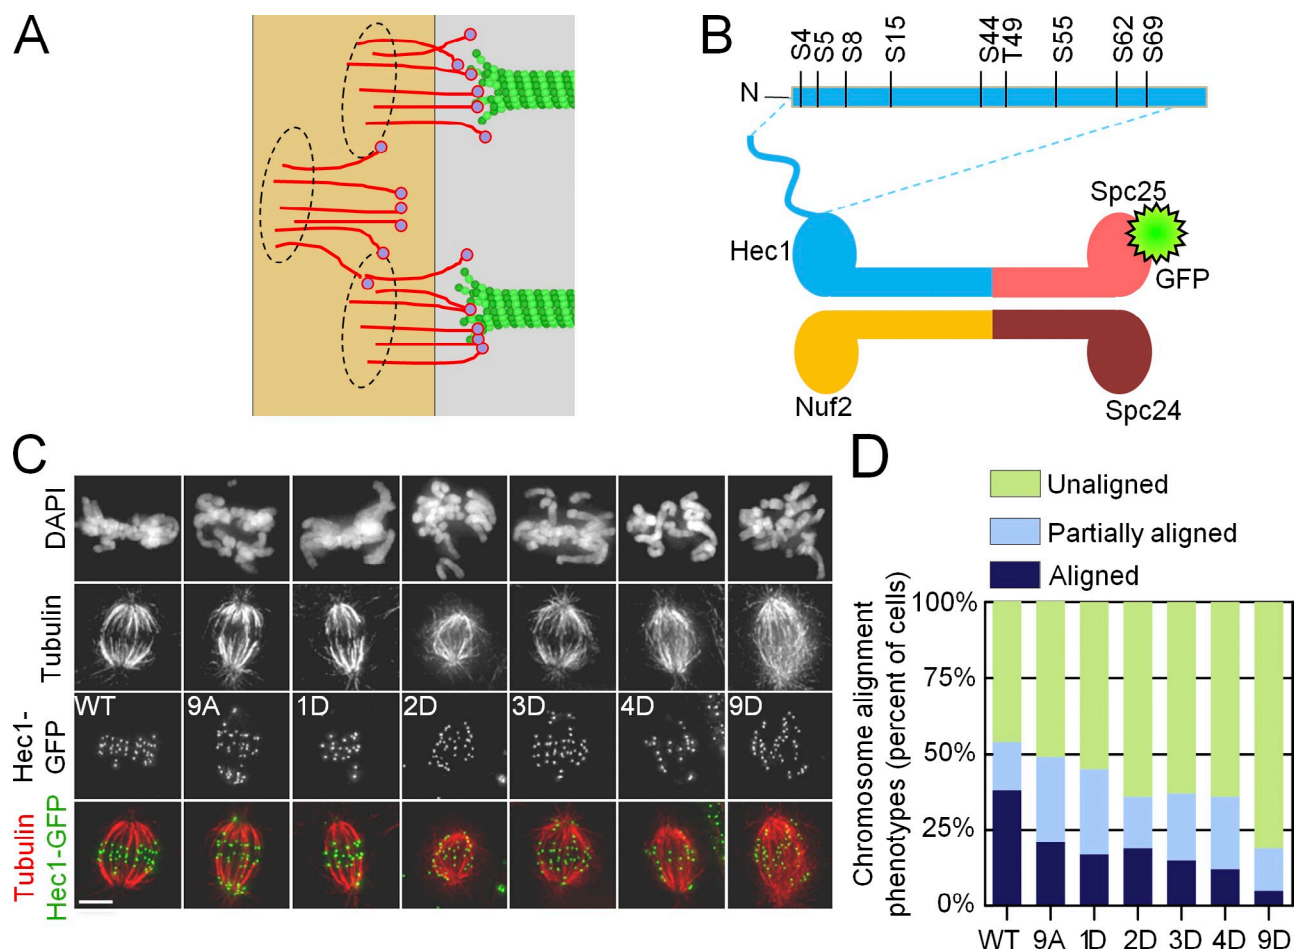 A
B
S4
S5
S8
S15
S44
T49
S55
S62
S69
N
Spc25
Hec1
GFP
Nuf2
Spc24
C
DAPI
Tubulin
Hec1-
GFP
WT
9A
1D
2D
3D
4D
9D
Tubulin
Hec1-GFP
D
Unaligned
Partially aligned
Aligned
Chromosome alignment
phenotypes (percent of cells)
100%
75%
50%
25%
0%
WT 9A 1D 2D 3D 4D 9D